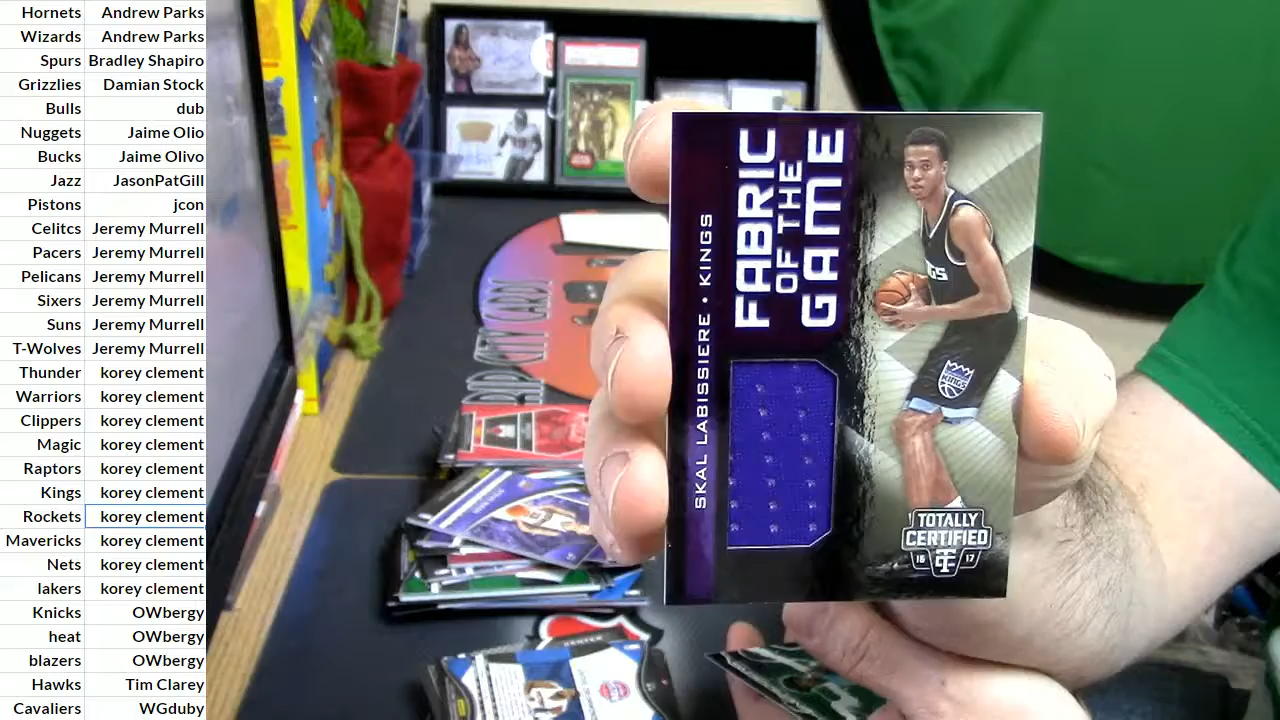 Hornets Andrew Parks
Wizards Andrew Parks
Spurs Bradley Shapiro
Grizzlies Damian Stock
Bulls dub
Nuggets Jaime Olio
Bucks Jaime Olivo
Jazz JasonPatGill
Pistons jcon
Celitcs Jeremy Murrell
Pacers Jeremy Murrell
Pelicans Jeremy Murrell
Sixers Jeremy Murrell
Suns Jeremy Murrell
T-Wolves Jeremy Murrell
Thunder korey clement
Warriors korey clement
Clippers korey clement
Magic korey clement
Raptors korey clement
Kings korey clement
Rockets korey clement
Mavericks korey clement
Nets korey clement
lakers korey clement
Knicks OWbergy
heat OWbergy
blazers OWbergy
Hawks Tim Clarey
Cavaliers WGduby
SKAL LABISSIERE • KINGS
FABRIC
OF THE
GAME
GS
KINGS
TOTALLY
CERTIFIED
16 17